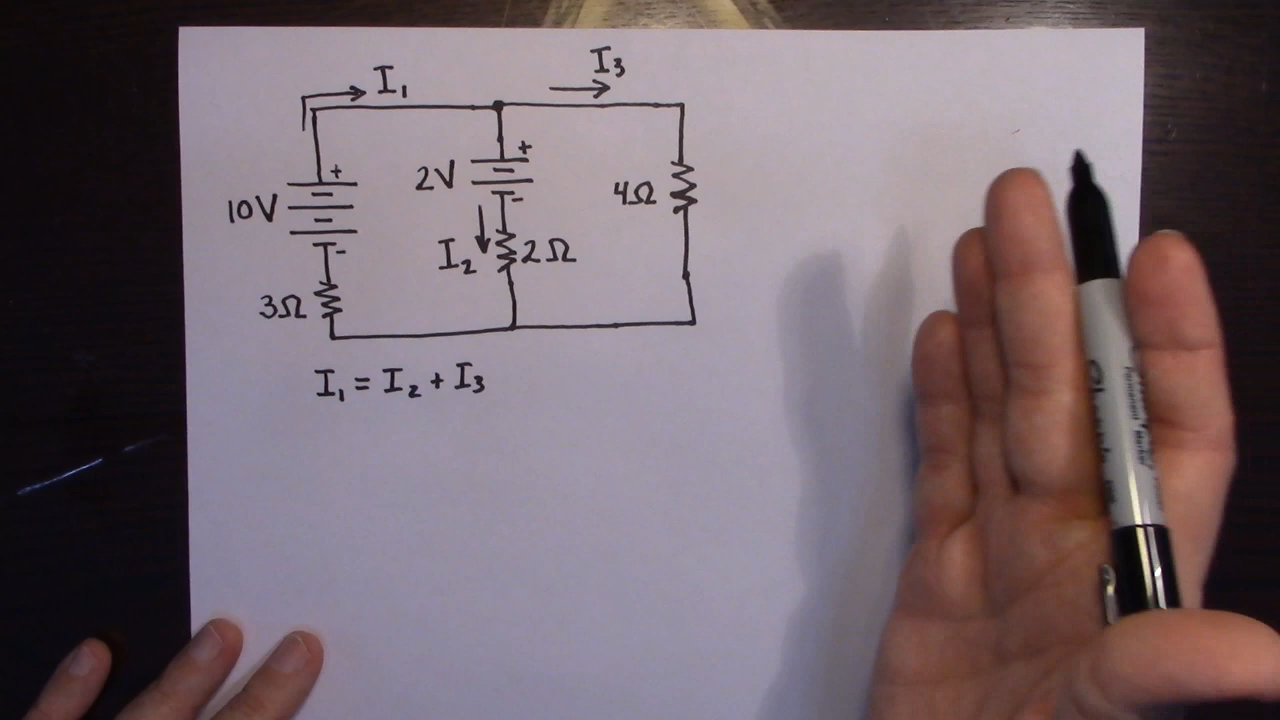 I₁
I₃
+
+
2V
4Ω
10V
-
-
I₂
2Ω
3Ω
I₁ = I₂ + I₃